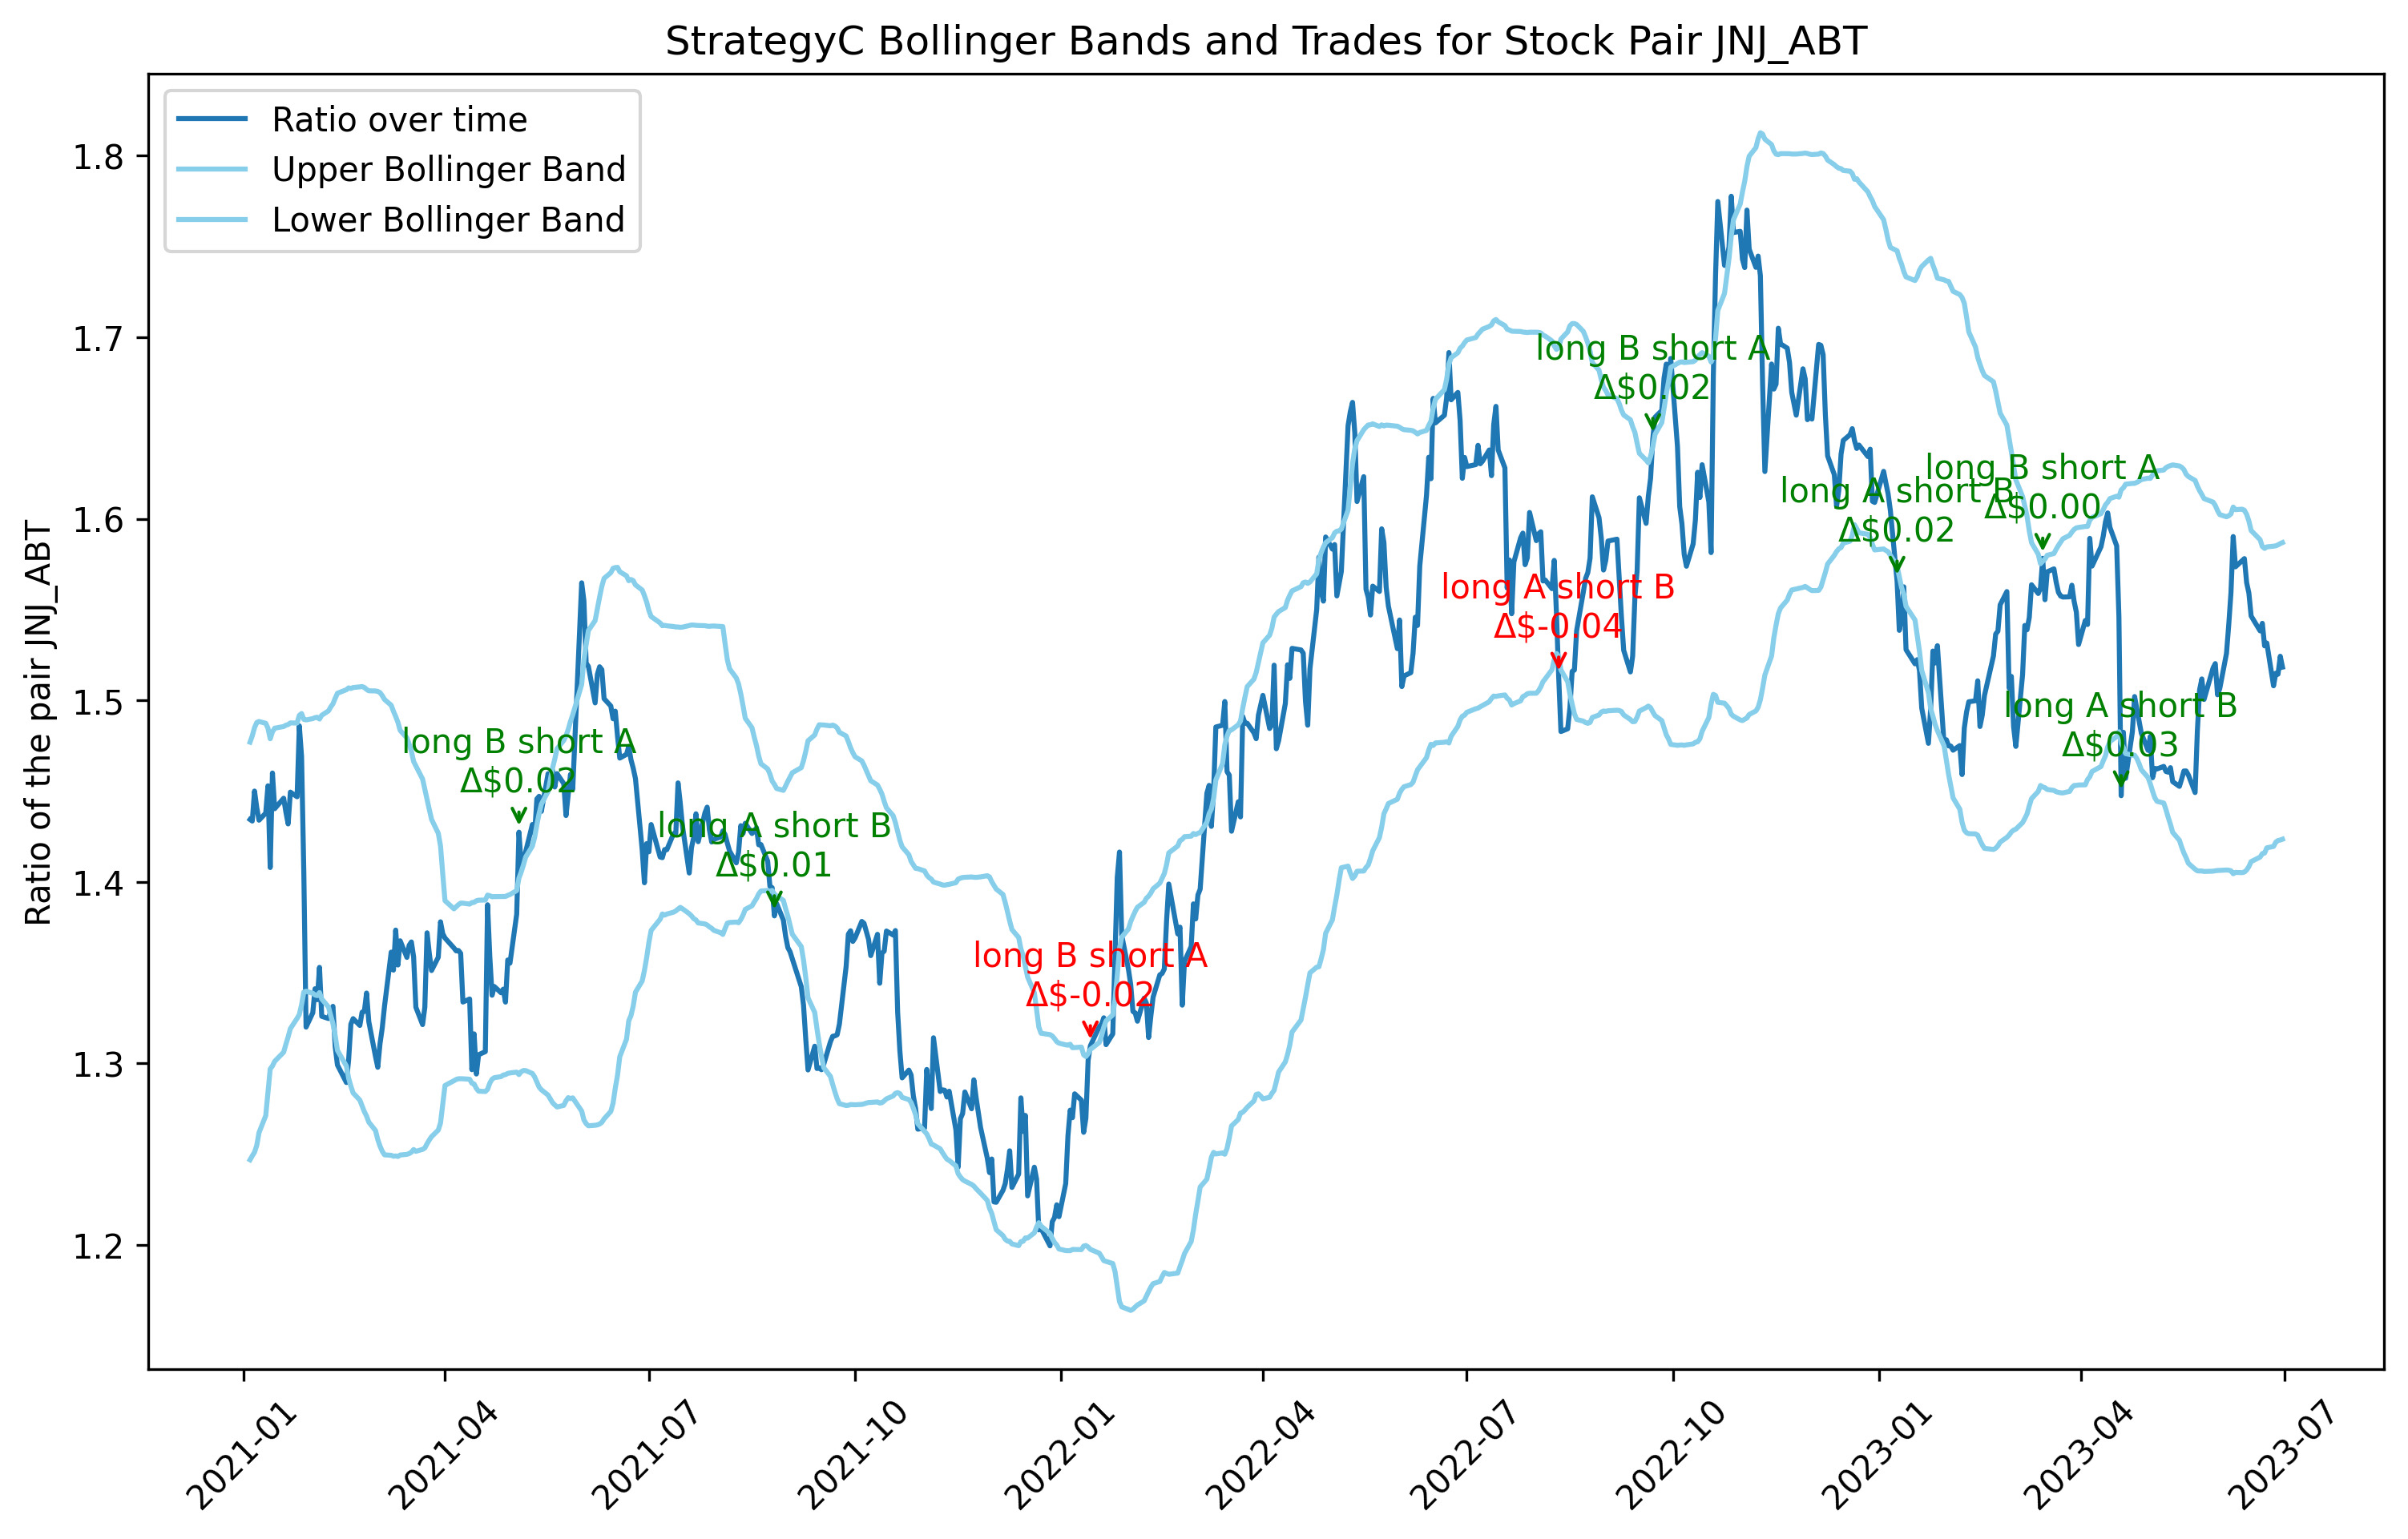 StrategyC Bollinger Bands and Trades for Stock Pair JNJ_ABT
Ratio over time
Upper Bollinger Band
Lower Bollinger Band
Ratio of the pair JNJ_ABT
1.8
1.7
1.6
1.5
1.4
1.3
1.2
long B short A
Δ$0.02
long A short B
Δ$0.01
long B short A
Δ$-0.02
long A short B
Δ$-0.04
long B short A
Δ$0.02
long A short B
Δ$0.02
long B short A
Δ$0.00
long A short B
Δ$0.03
2021-01
2021-04
2021-07
2021-10
2022-01
2022-04
2022-07
2022-10
2023-01
2023-04
2023-07